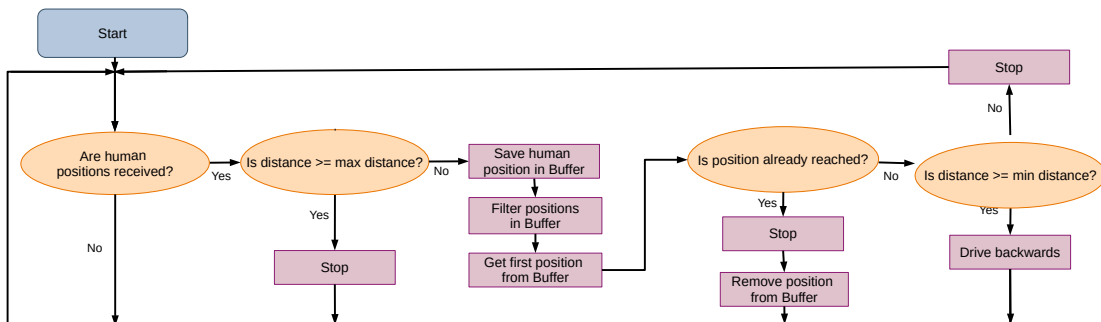 Start
Stop
No
Are human
positions received?
Yes
Is distance >= max distance?
No
Save human
position in Buffer
Is position already reached?
No
Is distance >= min distance?
Yes
Yes
Yes
Filter positions
in Buffer
No
Stop
Get first position
from Buffer
Stop
Remove position
from Buffer
Drive backwards